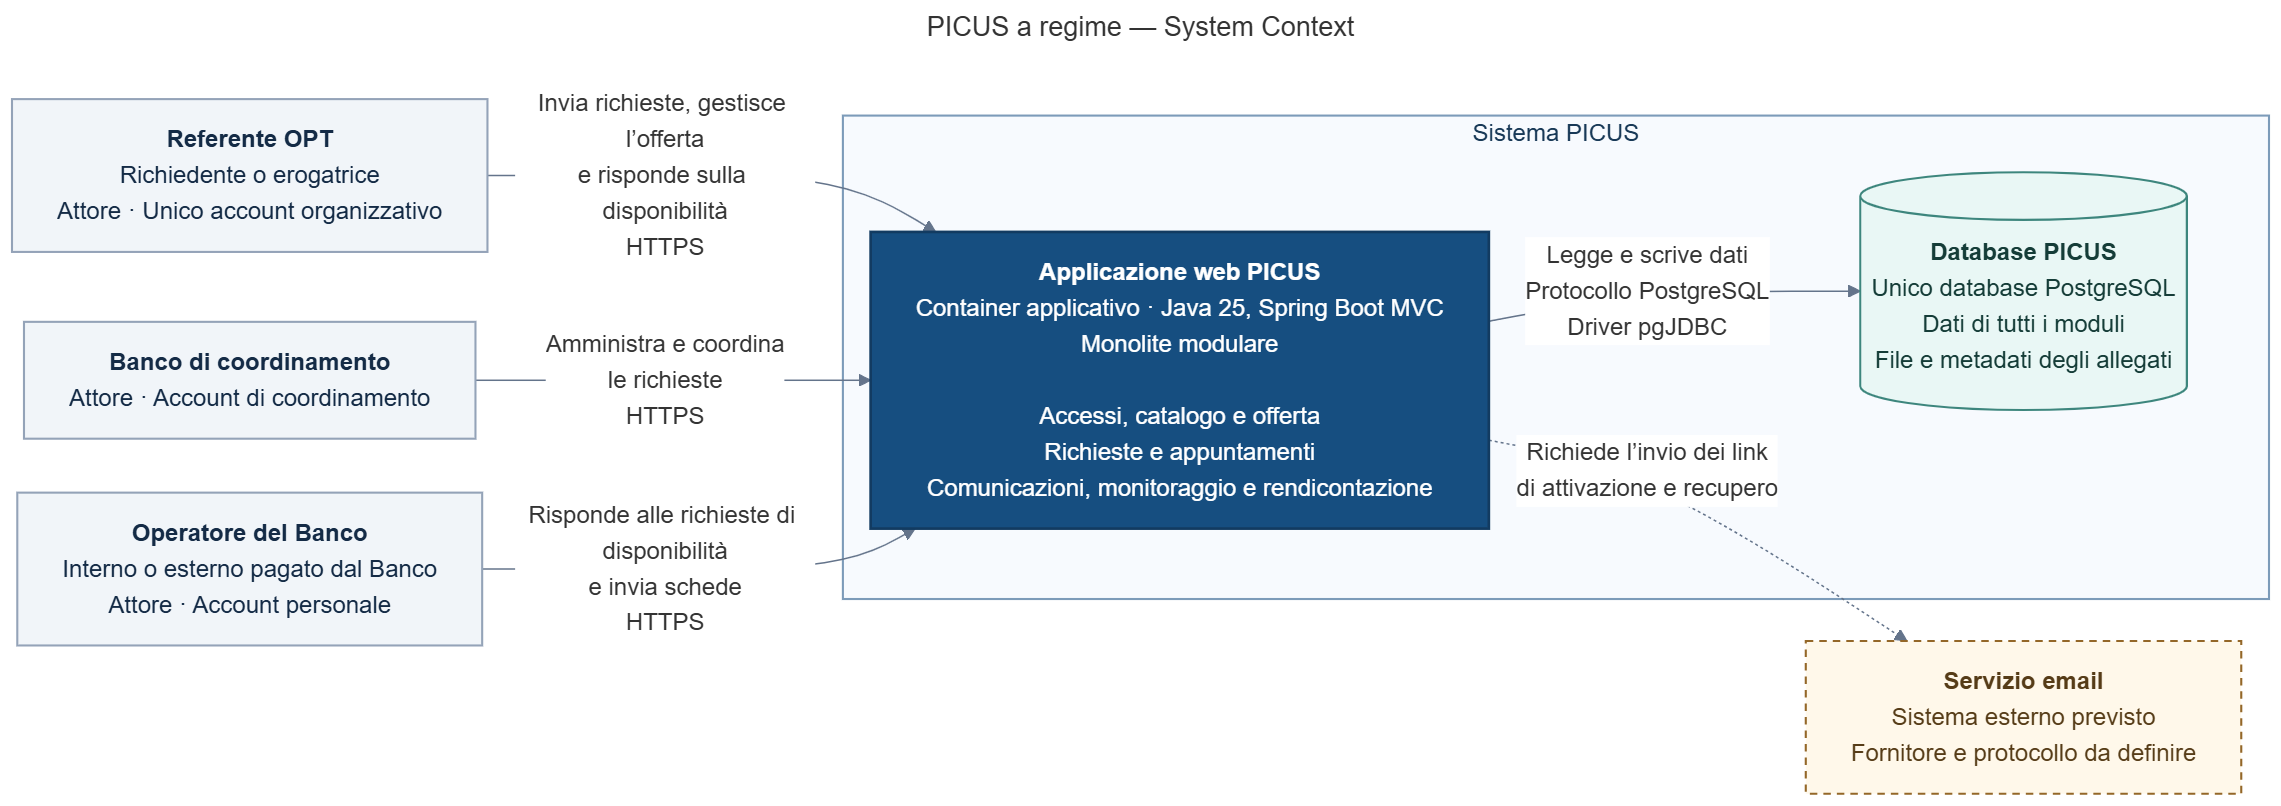 PICUS a regime — System Context
Referente OPT
Richiedente o erogatrice
Attore · Unico account organizzativo
Invia richieste, gestisce
l’offerta
e risponde sulla
disponibilità
HTTPS
Banco di coordinamento
Attore · Account di coordinamento
Amministra e coordina
le richieste
HTTPS
Operatore del Banco
Interno o esterno pagato dal Banco
Attore · Account personale
Risponde alle richieste di
disponibilità
e invia schede
HTTPS
Sistema PICUS
Applicazione web PICUS
Container applicativo · Java 25, Spring Boot MVC
Monolite modulare
Accessi, catalogo e offerta
Richieste e appuntamenti
Comunicazioni, monitoraggio e rendicontazione
Legge e scrive dati
Protocollo PostgreSQL
Driver pgJDBC
Database PICUS
Unico database PostgreSQL
Dati di tutti i moduli
File e metadati degli allegati
Richiede l’invio dei link
di attivazione e recupero
Servizio email
Sistema esterno previsto
Fornitore e protocollo da definire